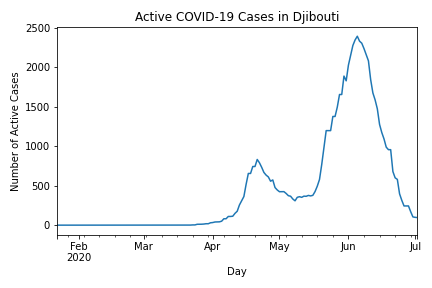 Active COVID-19 Cases in Djibouti
Number of Active Cases
2500
2000
1500
1000
500
0
Feb Mar Apr May Jun Jul
2020
Day